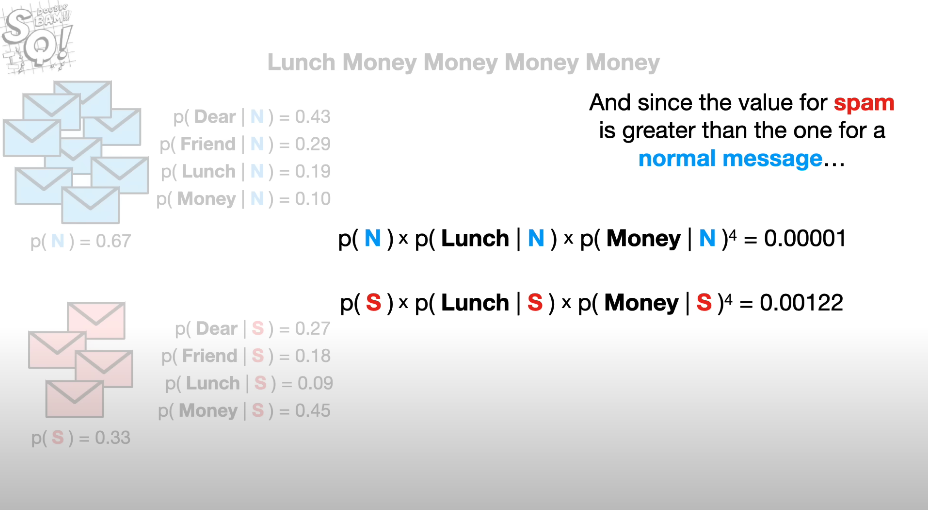 DOUBLE
BAM!!
SQ!
Lunch Money Money Money Money
And since the value for spam
is greater than the one for a
normal message...
p( Dear | N ) = 0.43
p( Friend | N ) = 0.29
p( Lunch | N ) = 0.19
p( Money | N ) = 0.10
p( N ) = 0.67
p( N ) x p( Lunch | N ) x p( Money | N )⁴ = 0.00001
p( S ) x p( Lunch | S ) x p( Money | S )⁴ = 0.00122
p( Dear | S ) = 0.27
p( Friend | S ) = 0.18
p( Lunch | S ) = 0.09
p( Money | S ) = 0.45
p( S ) = 0.33